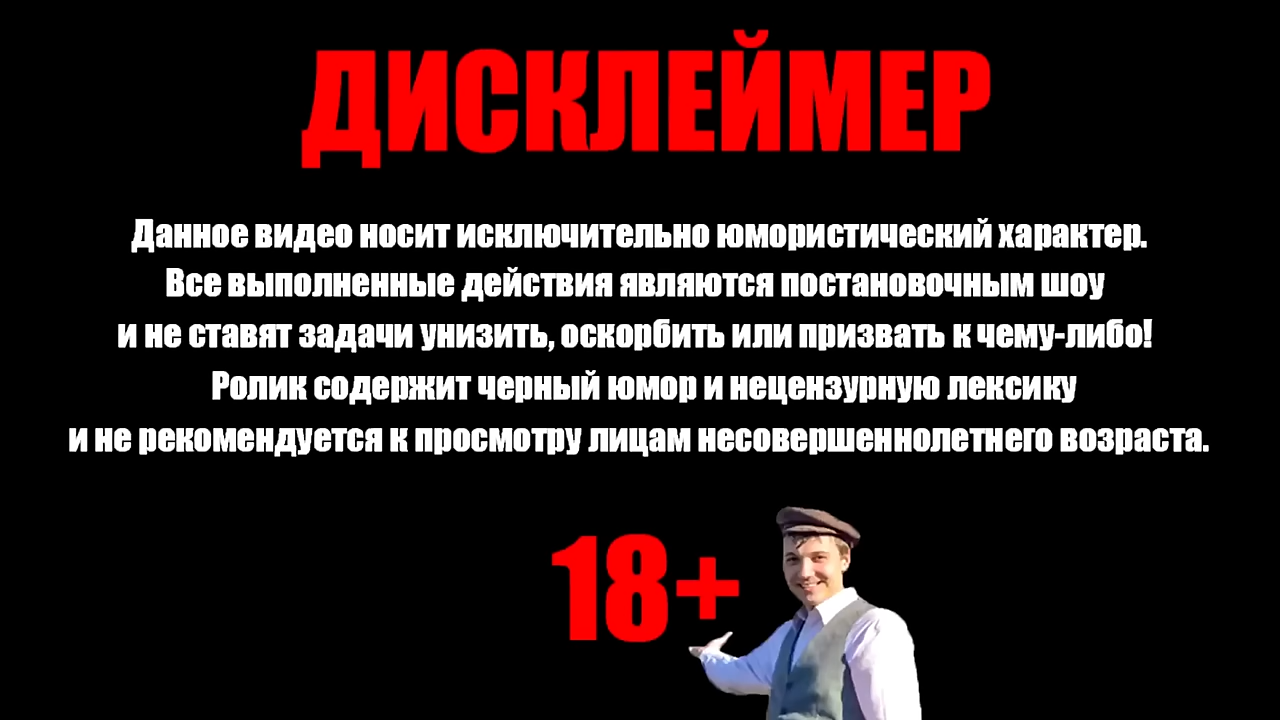 ДИСКЛЕЙМЕР
Данное видео носит исключительно юмористический характер.
Все выполненные действия являются постановочным шоу
и не ставят задачи унизить, оскорбить или призвать к чему-либо!
Ролик содержит черный юмор и нецензурную лексику
и не рекомендуется к просмотру лицам несовершеннолетнего возраста.
18+